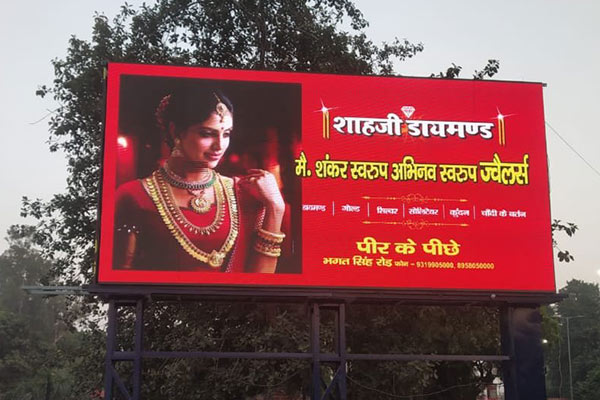 शाहजी डायमण्ड
मै. शंकर स्वरुप अभिनव स्वरुप ज्वैलर्स
डायमण्ड | गोल्ड | सिल्वर | सोलिटेयर | कुंदन | चाँदी के बर्तन
पीर के पीछे
भगत सिंह रोड़ फोन - 9319905000, 8958050000